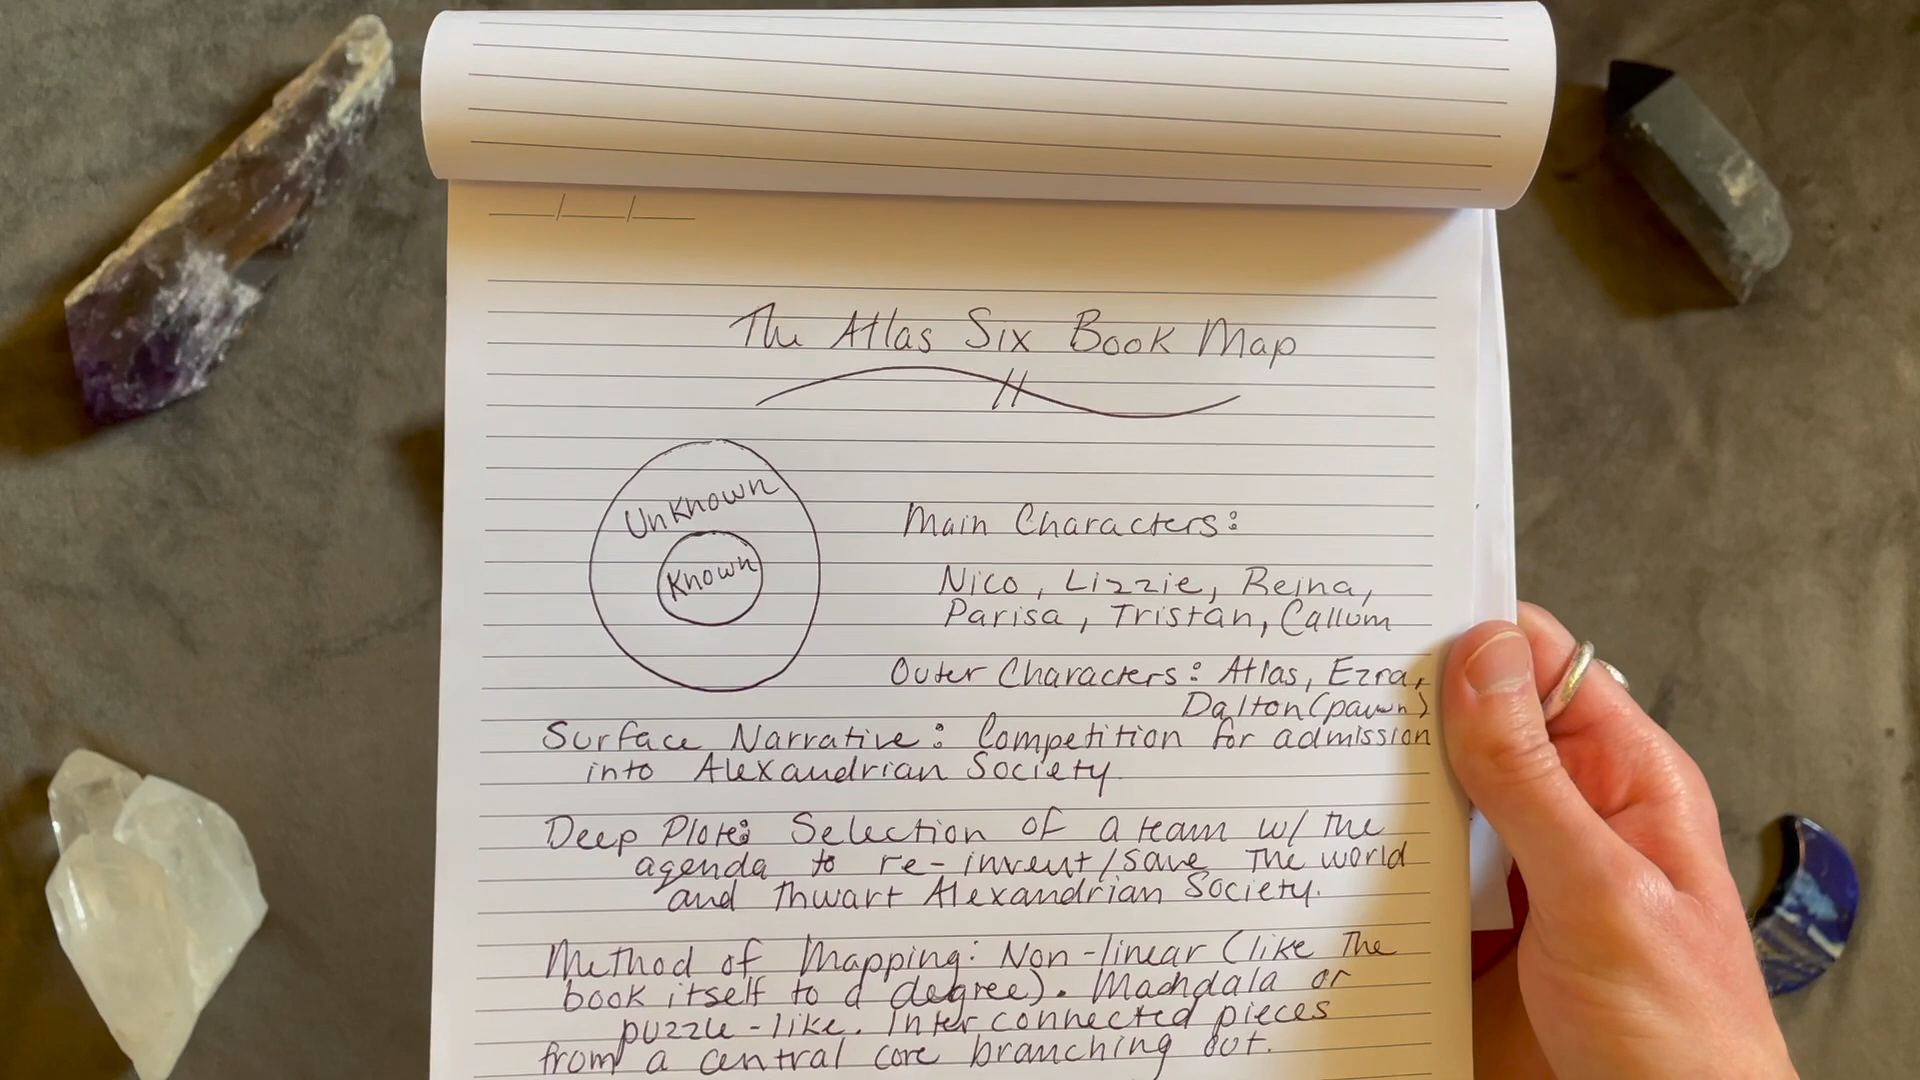 The Atlas Six Book Map
Unknown
Known
Main Characters:
Nico, Lizzie, Reina,
Parisa, Tristan, Callum
Outer Characters: Atlas, Ezra,
Dalton (pawn)
Surface Narrative: Competition for admission
into Alexandrian Society.
Deep Plot: Selection of a team w/ the
agenda to re-invent/save the world
and thwart Alexandrian Society.
Method of Mapping: Non-linear (like the
book itself to a degree). Machdala or
puzzle-like. Inter connected pieces
from a central core branching out.